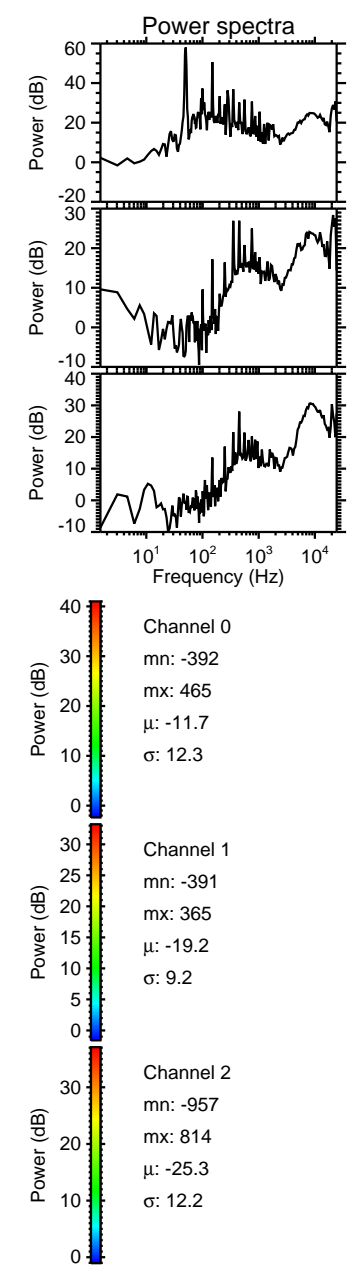 Power spectra
60
40
20
0
-20
Power (dB)
30
20
10
0
-10
Power (dB)
40
30
20
10
0
-10
Power (dB)
10¹ 10² 10³ 10⁴
Frequency (Hz)
40
30
20
10
0
Power (dB)
Channel 0
mn: -392
mx: 465
μ: -11.7
σ: 12.3
30
25
20
15
10
5
0
Power (dB)
Channel 1
mn: -391
mx: 365
μ: -19.2
σ: 9.2
30
20
10
0
Power (dB)
Channel 2
mn: -957
mx: 814
μ: -25.3
σ: 12.2